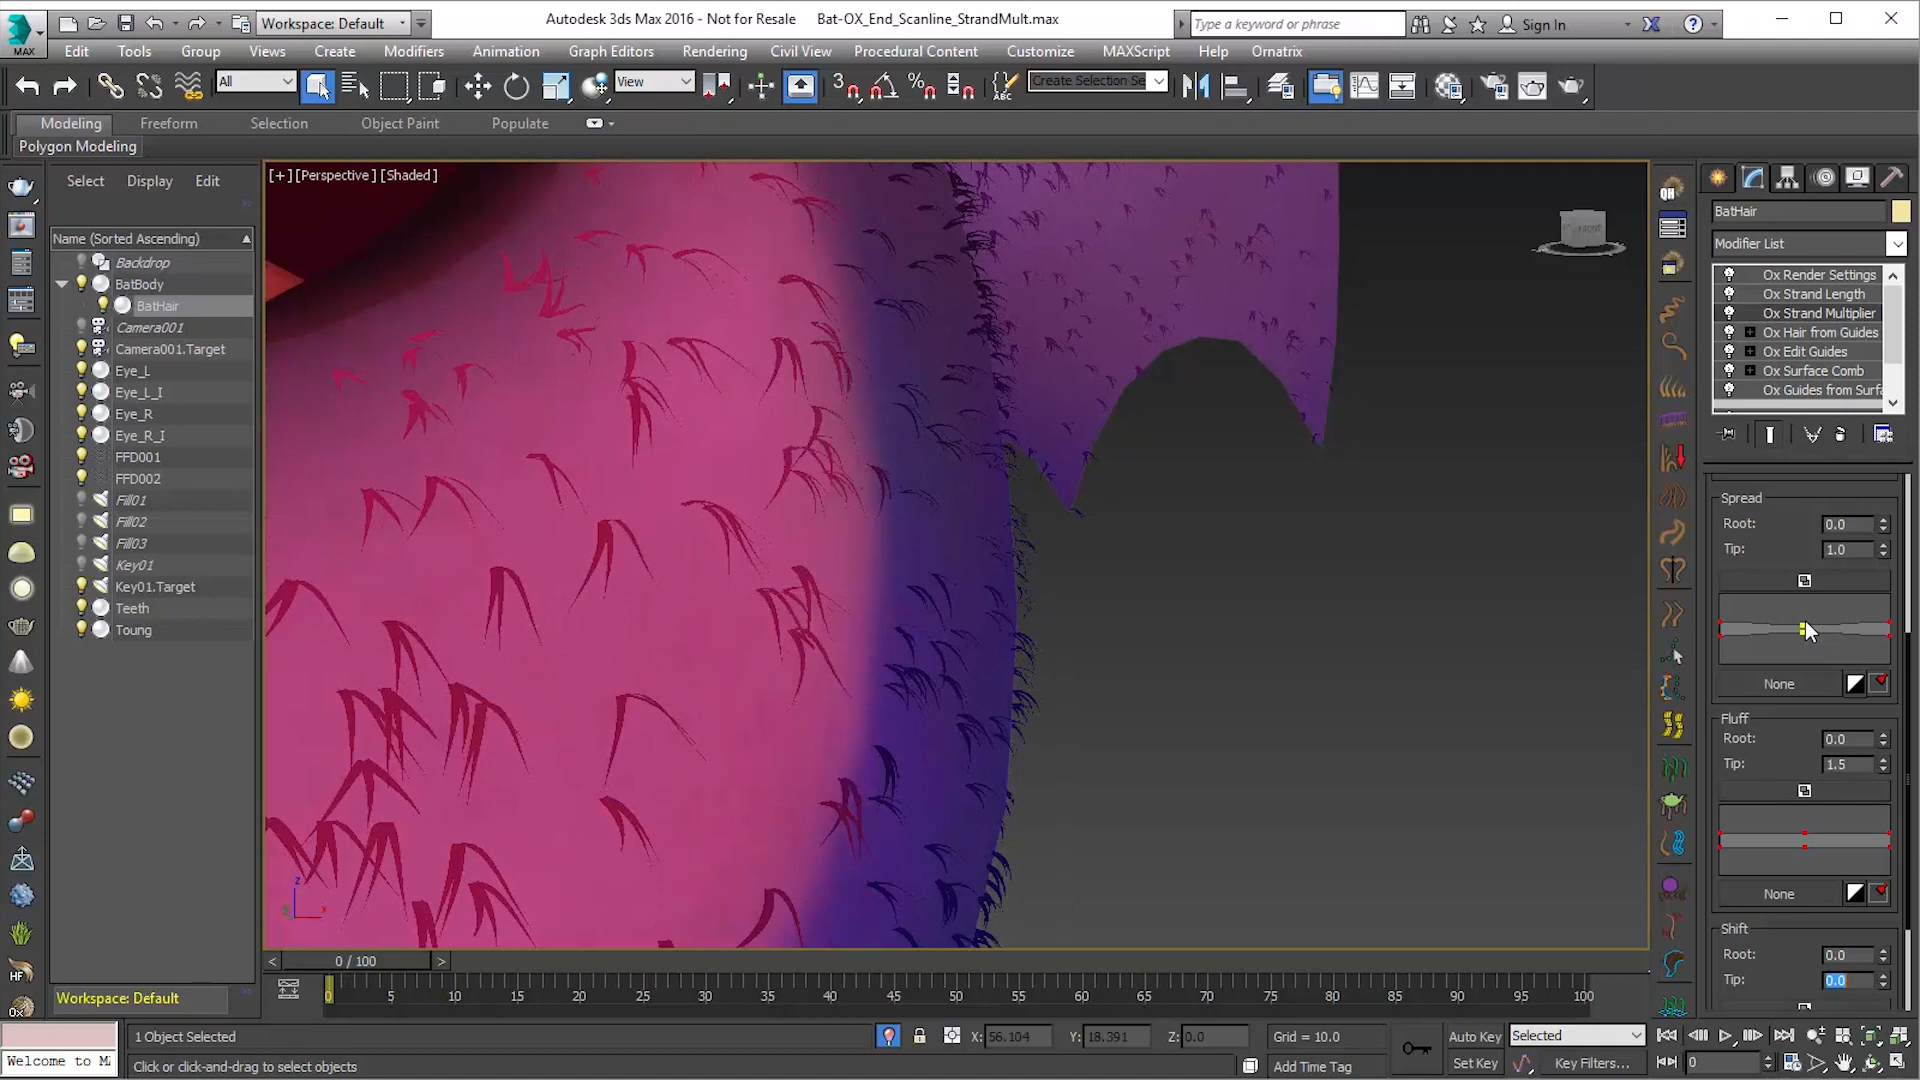 Workspace: Default
Autodesk 3ds Max 2016 - Not for Resale
Bat-OX_End_Scanline_StrandMult.max
Type a keyword or phrase
Sign In
MAX
Edit
Tools
Group
Views
Create
Modifiers
Animation
Graph Editors
Rendering
Civil View
Procedural Content
Customize
MAXScript
Help
Ornatrix
All
View
3
ABC
Create Selection Se
Modeling
Freeform
Selection
Object Paint
Populate
Polygon Modeling
Select
Display
Edit
Name (Sorted Ascending)
Backdrop
BatBody
BatHair
Camera001
Camera001.Target
Eye_L
Eye_L_I
Eye_R
Eye_R_I
FFD001
FFD002
Fill01
Fill02
Fill03
Key01
Key01.Target
Teeth
Toung
[+][Perspective][Shaded]
FRONT
z
x
QH
HF
BatHair
Modifier List
Ox Render Settings
Ox Strand Length
Ox Strand Multiplier
Ox Hair from Guides
Ox Edit Guides
Ox Surface Comb
Ox Guides from Surf
Spread
Root: 0.0
Tip: 1.0
None
Fluff
Root: 0.0
Tip: 1.5
None
Shift
Root: 0.0
Tip: 0.0
< 0 / 100 >
0 5 10 15 20 25 30 35 40 45 50 55 60 65 70 75 80 85 90 95 100
Workspace: Default
1 Object Selected
X: 56.104
Y: 18.391
Z: 0.0
Grid = 10.0
Auto Key
Selected
Welcome to M
Click or click-and-drag to select objects
Add Time Tag
Set Key
Key Filters...
0